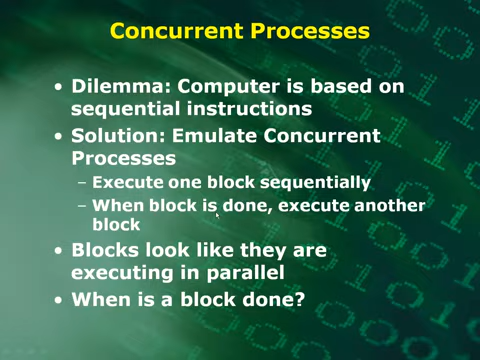 Concurrent Processes
• Dilemma: Computer is based on
sequential instructions
• Solution: Emulate Concurrent
Processes
– Execute one block sequentially
– When block is done, execute another
block
• Blocks look like they are
executing in parallel
• When is a block done?